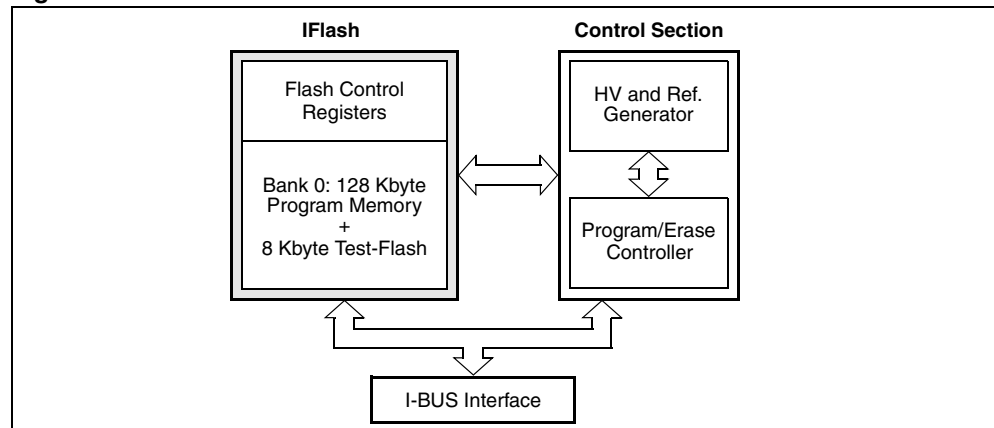 IFlash
Control Section
Flash Control
Registers
HV and Ref.
Generator
Bank 0: 128 Kbyte
Program Memory
+
8 Kbyte Test-Flash
Program/Erase
Controller
I-BUS Interface